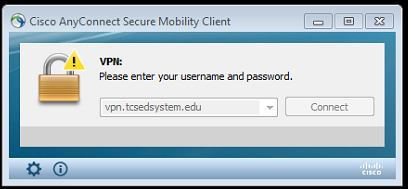 Cisco AnyConnect Secure Mobility Client
VPN:
Please enter your username and password.
vpn.tcsedsystem.edu
Connect
CISCO